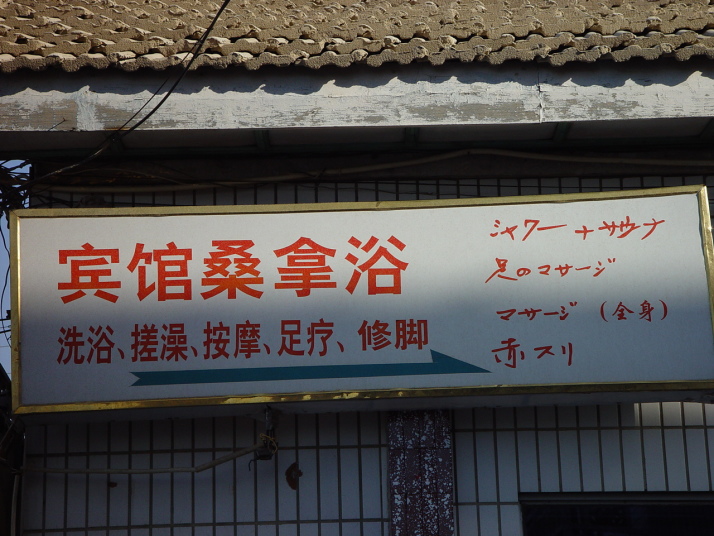 宾馆桑拿浴
洗浴、搓澡、按摩、足疗、修脚
シャワー + サウナ
足のマサージ
マサージ (全身)
赤スリ